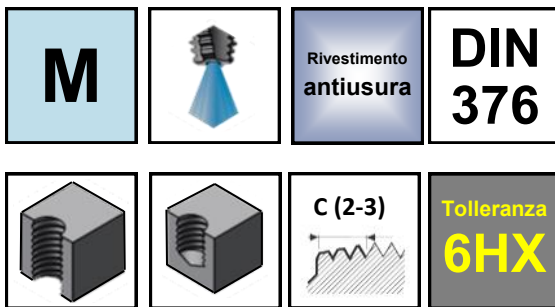 M
Rivestimento
antiusura
DIN
376
C (2-3)
Tolleranza
6HX